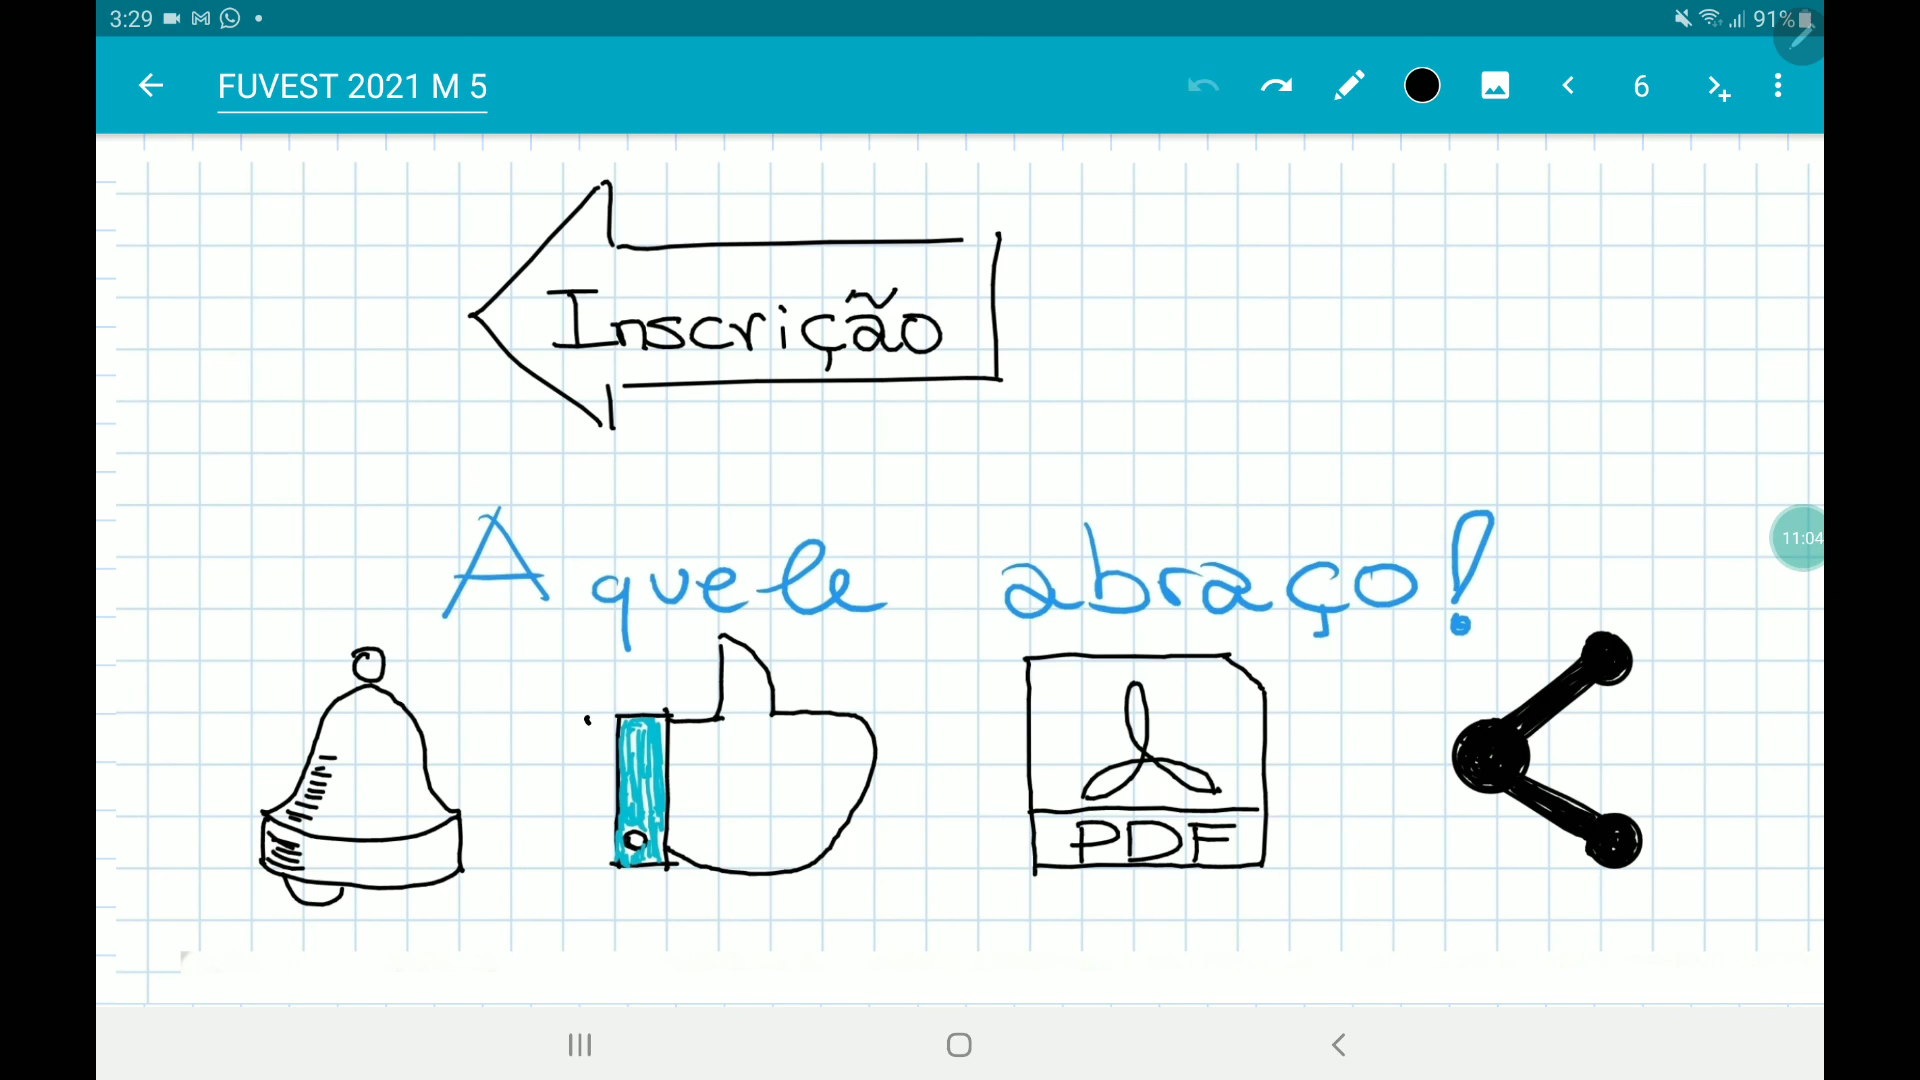 3:29
91%
FUVEST 2021 M 5
6
Inscrição
11:04
Aquele abraço!
PDF